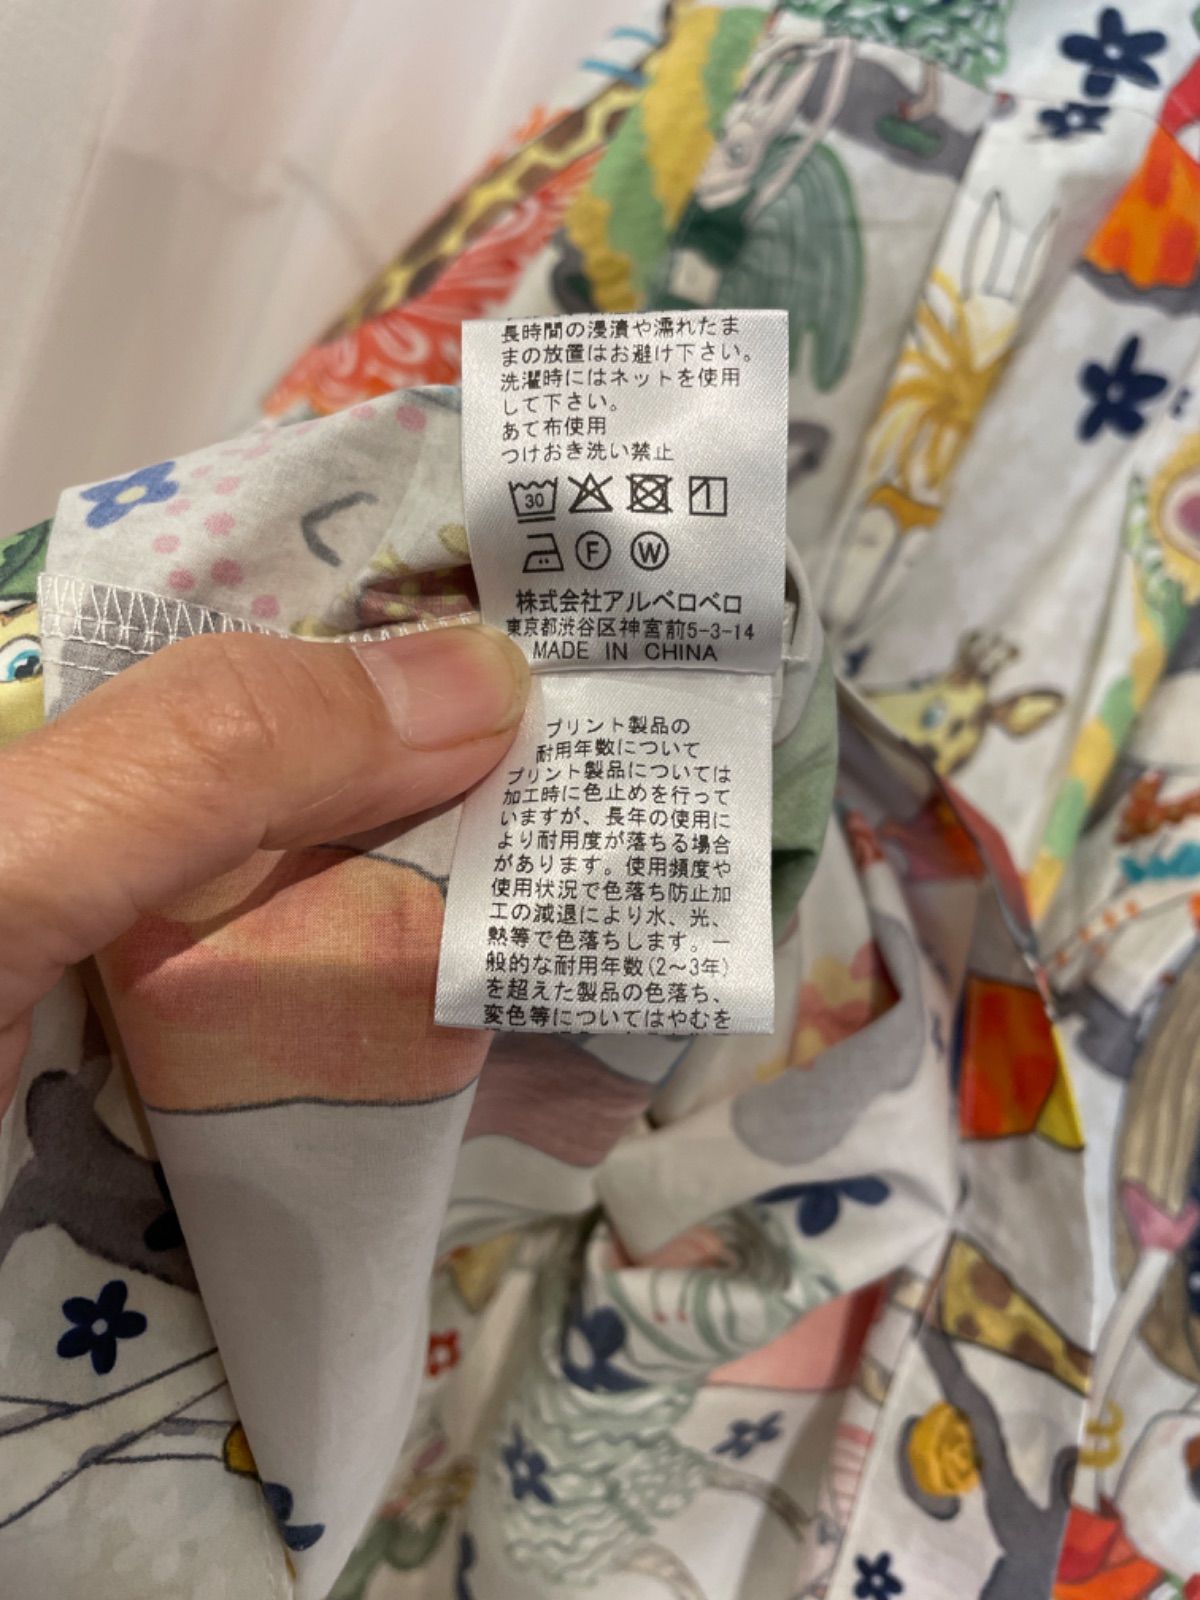 長時間の浸漬や濡れたま
まの放置はお避け下さい。
洗濯時にはネットを使用
して下さい。
あて布使用
つけおき洗い禁止
30
F W
株式会社アルベロベロ
東京都渋谷区神宮前5-3-14
MADE IN CHINA
プリント製品の
耐用年数について
プリント製品については
加工時に色止めを行って
いますが、長年の使用に
より耐用度が落ちる場合
があります。使用頻度や
使用状況で色落ち防止加
工の減退により水、光、
熱等で色落ちします。一
般的な耐用年数(2〜3年)
を超えた製品の色落ち、
変色等についてはやむを